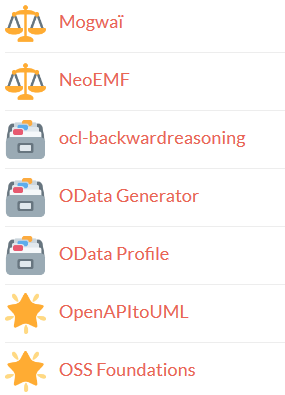 Mogwaï
NeoEMF
ocl-backwardreasoning
OData Generator
OData Profile
OpenAPItoUML
OSS Foundations